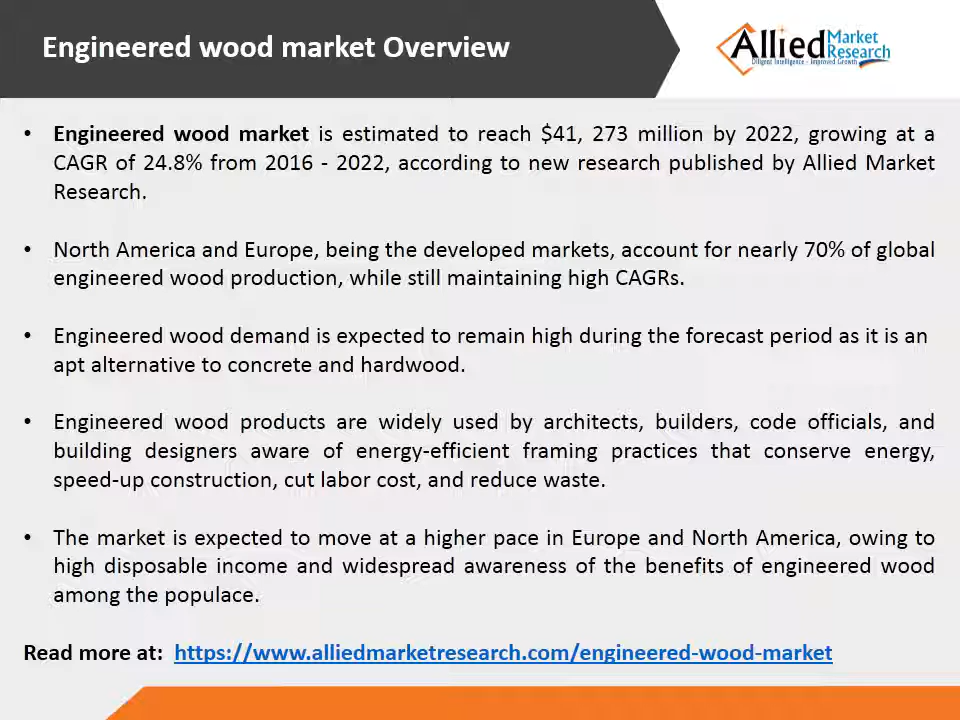 Engineered wood market Overview
Allied Market Research
Diligent Intelligence - Improved Growth
• Engineered wood market is estimated to reach $41, 273 million by 2022, growing at a
CAGR of 24.8% from 2016 - 2022, according to new research published by Allied Market
Research.
• North America and Europe, being the developed markets, account for nearly 70% of global
engineered wood production, while still maintaining high CAGRs.
• Engineered wood demand is expected to remain high during the forecast period as it is an
apt alternative to concrete and hardwood.
• Engineered wood products are widely used by architects, builders, code officials, and
building designers aware of energy-efficient framing practices that conserve energy,
speed-up construction, cut labor cost, and reduce waste.
• The market is expected to move at a higher pace in Europe and North America, owing to
high disposable income and widespread awareness of the benefits of engineered wood
among the populace.
Read more at: https://www.alliedmarketresearch.com/engineered-wood-market